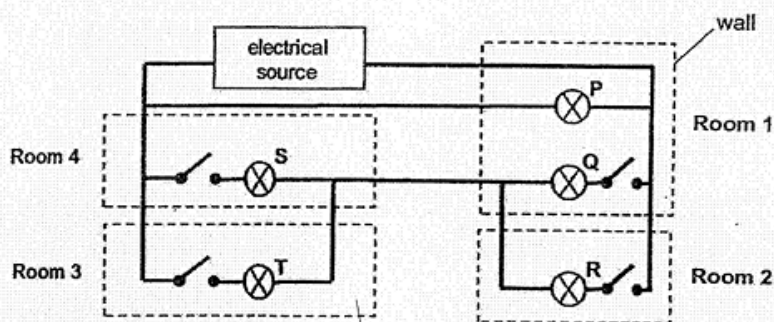 wall
electrical
source
P
Room 1
Room 4
S
Q
Room 3
T
R
Room 2